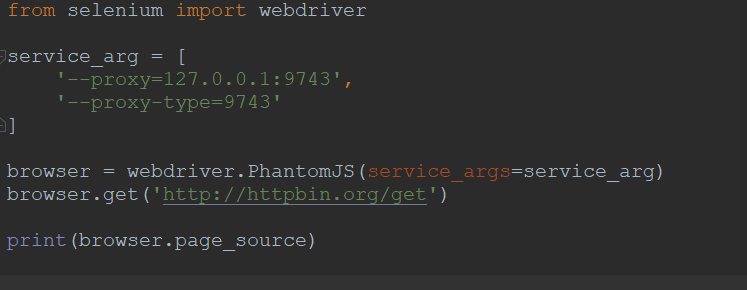 from selenium import webdriver
service_arg = [
    '--proxy=127.0.0.1:9743',
    '--proxy-type=9743'
]
browser = webdriver.PhantomJS(service_args=service_arg)
browser.get('http://httpbin.org/get')
print(browser.page_source)